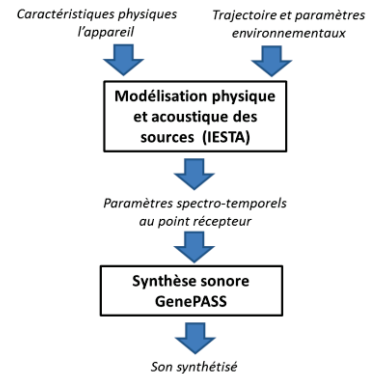 Caractéristiques physiques
l'appareil
Trajectoire et paramètres
environnementaux
Modélisation physique
et acoustique des
sources (IESTA)
Paramètres spectro-temporels
au point récepteur
Synthèse sonore
GenePASS
Son synthétisé